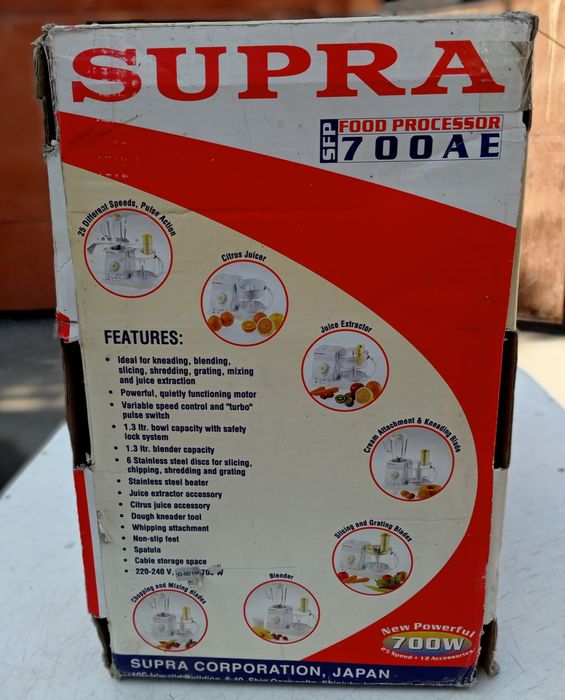 SUPRA
SFP
FOOD PROCESSOR
700AE
25 Different Speeds, Pulse Action
Citrus Juicer
Juice Extractor
Cream Attachment & Kneading Blade
Slicing and Grating Blades
Blender
Chopping and Mixing Blades
FEATURES:
• Ideal for kneading, blending,
slicing, shredding, grating, mixing
and juice extraction
• Powerful, quietly functioning motor
• Variable speed control and "turbo"
pulse switch
• 1.3 ltr. bowl capacity with safety
lock system
• 1.3 ltr. blender capacity
• 6 Stainless steel discs for slicing,
chipping, shredding and grating
• Stainless steel beater
• Juice extractor accessory
• Citrus juice accessory
• Dough kneader tool
• Whipping attachment
• Non-slip feet
• Spatula
• Cable storage space
• 220-240 V, W
New Powerful
700W
25 Speed • 12 Accessories
SUPRA CORPORATION, JAPAN